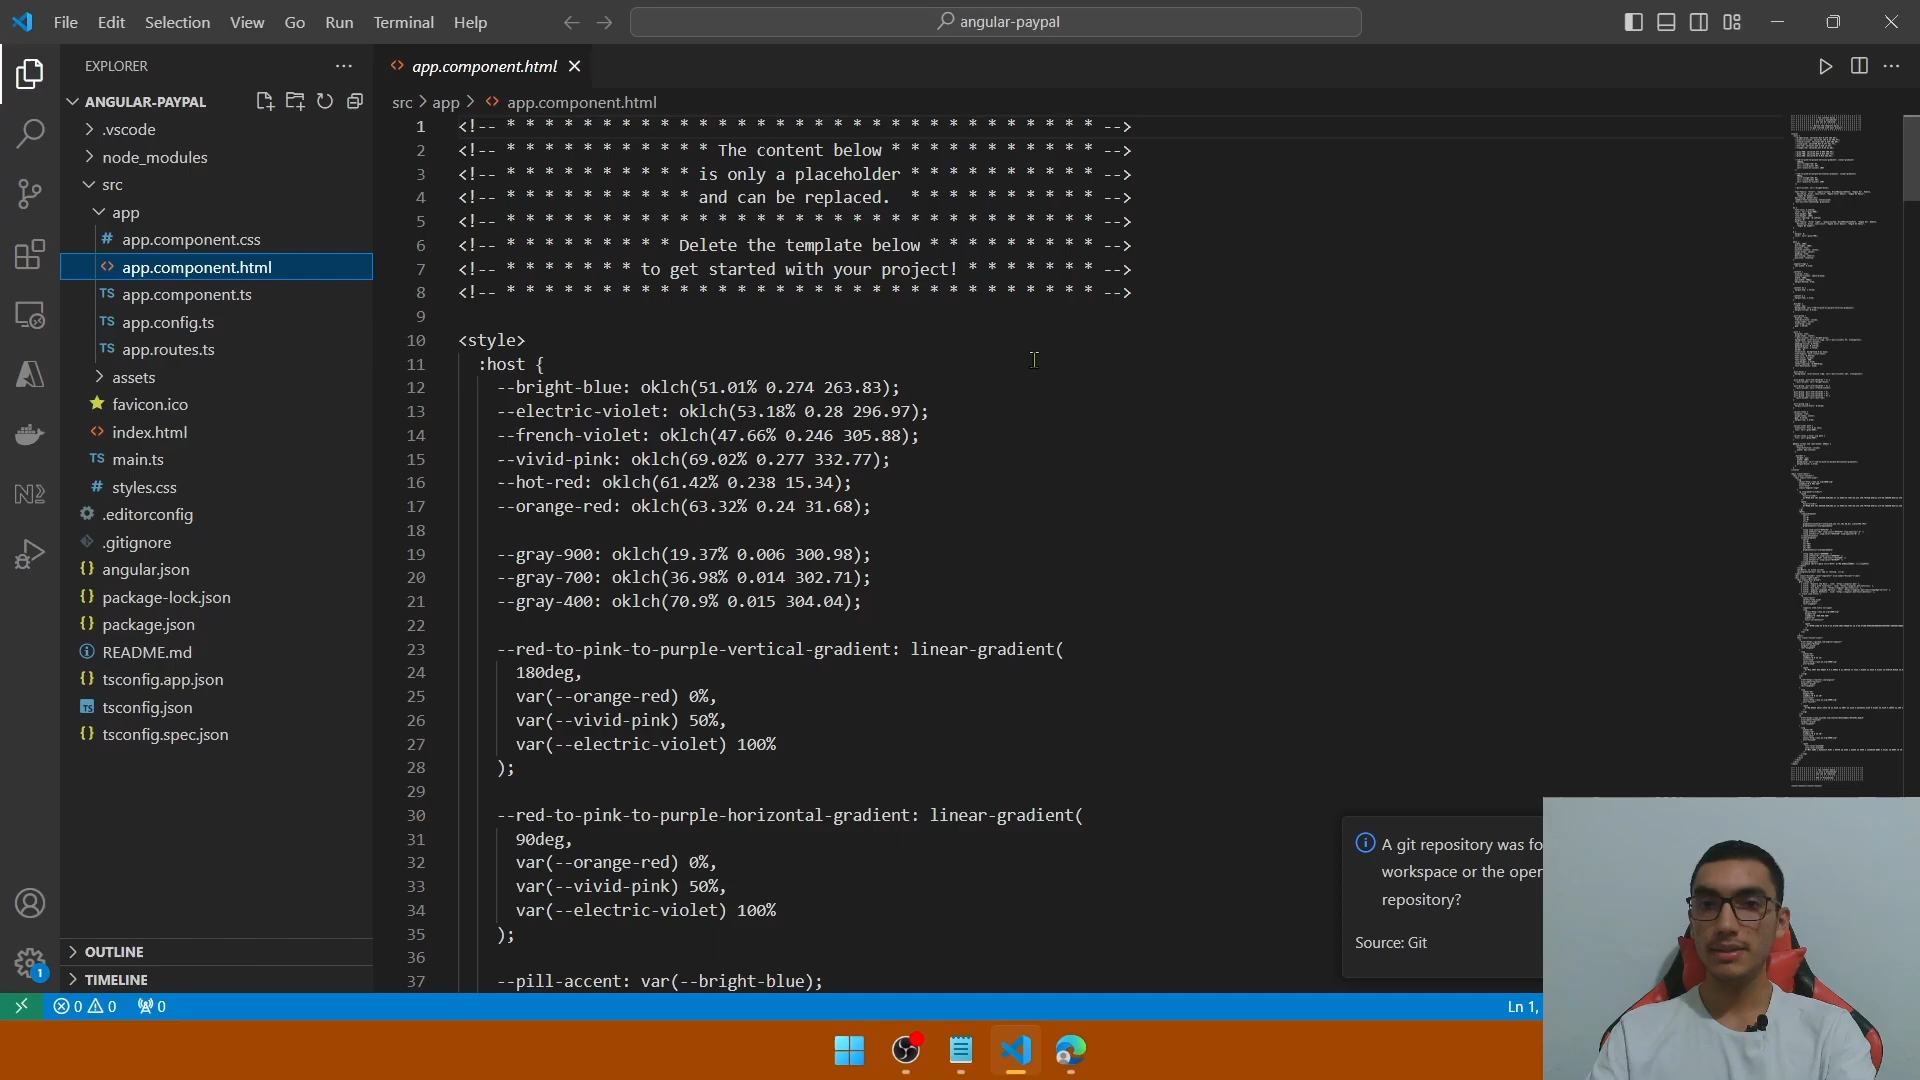 File Edit Selection View Go Run Terminal Help
angular-paypal
EXPLORER
ANGULAR-PAYPAL
.vscode
node_modules
src
app
app.component.css
app.component.html
app.component.ts
app.config.ts
app.routes.ts
assets
favicon.ico
index.html
main.ts
styles.css
.editorconfig
.gitignore
angular.json
package-lock.json
package.json
README.md
tsconfig.app.json
tsconfig.json
tsconfig.spec.json
OUTLINE
TIMELINE
app.component.html
src > app > app.component.html
1 <!-- * * * * * * * * * * * * * * * * * * * * * * * * * * * * * * * -->
2 <!-- * * * * * * * * * * * The content below * * * * * * * * * * * -->
3 <!-- * * * * * * * * * * is only a placeholder * * * * * * * * * * -->
4 <!-- * * * * * * * * * * and can be replaced.  * * * * * * * * * * -->
5 <!-- * * * * * * * * * * * * * * * * * * * * * * * * * * * * * * * -->
6 <!-- * * * * * * * * * Delete the template below * * * * * * * * * -->
7 <!-- * * * * * * * to get started with your project! * * * * * * * -->
8 <!-- * * * * * * * * * * * * * * * * * * * * * * * * * * * * * * * -->
9
10 <style>
11 :host {
12 --bright-blue: oklch(51.01% 0.274 263.83);
13 --electric-violet: oklch(53.18% 0.28 296.97);
14 --french-violet: oklch(47.66% 0.246 305.88);
15 --vivid-pink: oklch(69.02% 0.277 332.77);
16 --hot-red: oklch(61.42% 0.238 15.34);
17 --orange-red: oklch(63.32% 0.24 31.68);
18
19 --gray-900: oklch(19.37% 0.006 300.98);
20 --gray-700: oklch(36.98% 0.014 302.71);
21 --gray-400: oklch(70.9% 0.015 304.04);
22
23 --red-to-pink-to-purple-vertical-gradient: linear-gradient(
24 180deg,
25 var(--orange-red) 0%,
26 var(--vivid-pink) 50%,
27 var(--electric-violet) 100%
28 );
29
30 --red-to-pink-to-purple-horizontal-gradient: linear-gradient(
31 90deg,
32 var(--orange-red) 0%,
33 var(--vivid-pink) 50%,
34 var(--electric-violet) 100%
35 );
36
37 --pill-accent: var(--bright-blue);
A git repository was fo
workspace or the oper
repository?
Source: Git
1
0 0 0
Ln 1,